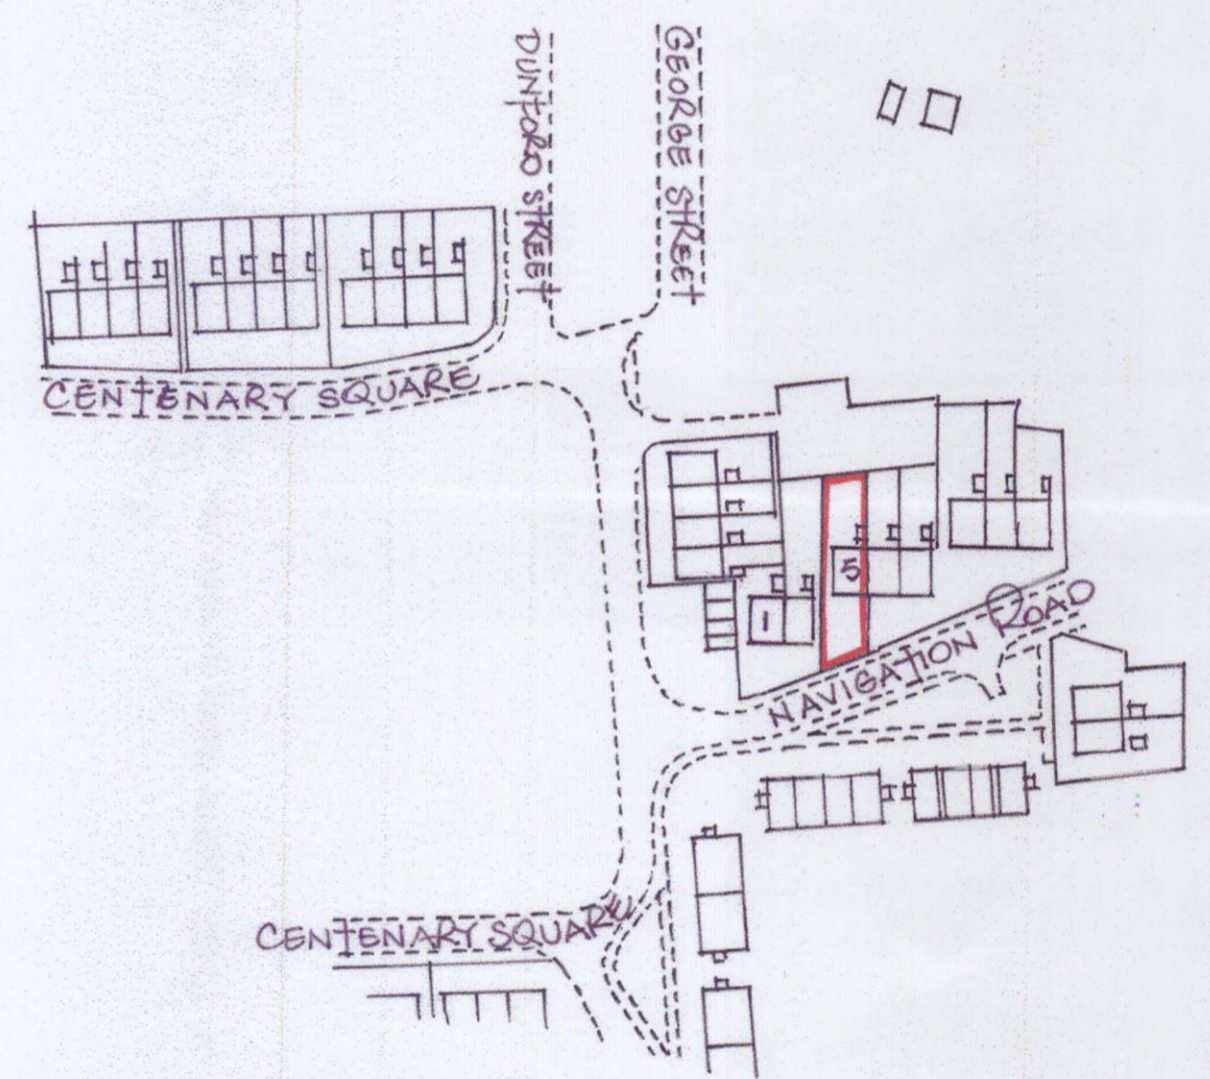 DUNFORD STREET
GEORGE STREET
CENTENARY SQUARE
5
1
NAVIGATION ROAD
CENTENARY SQUARE